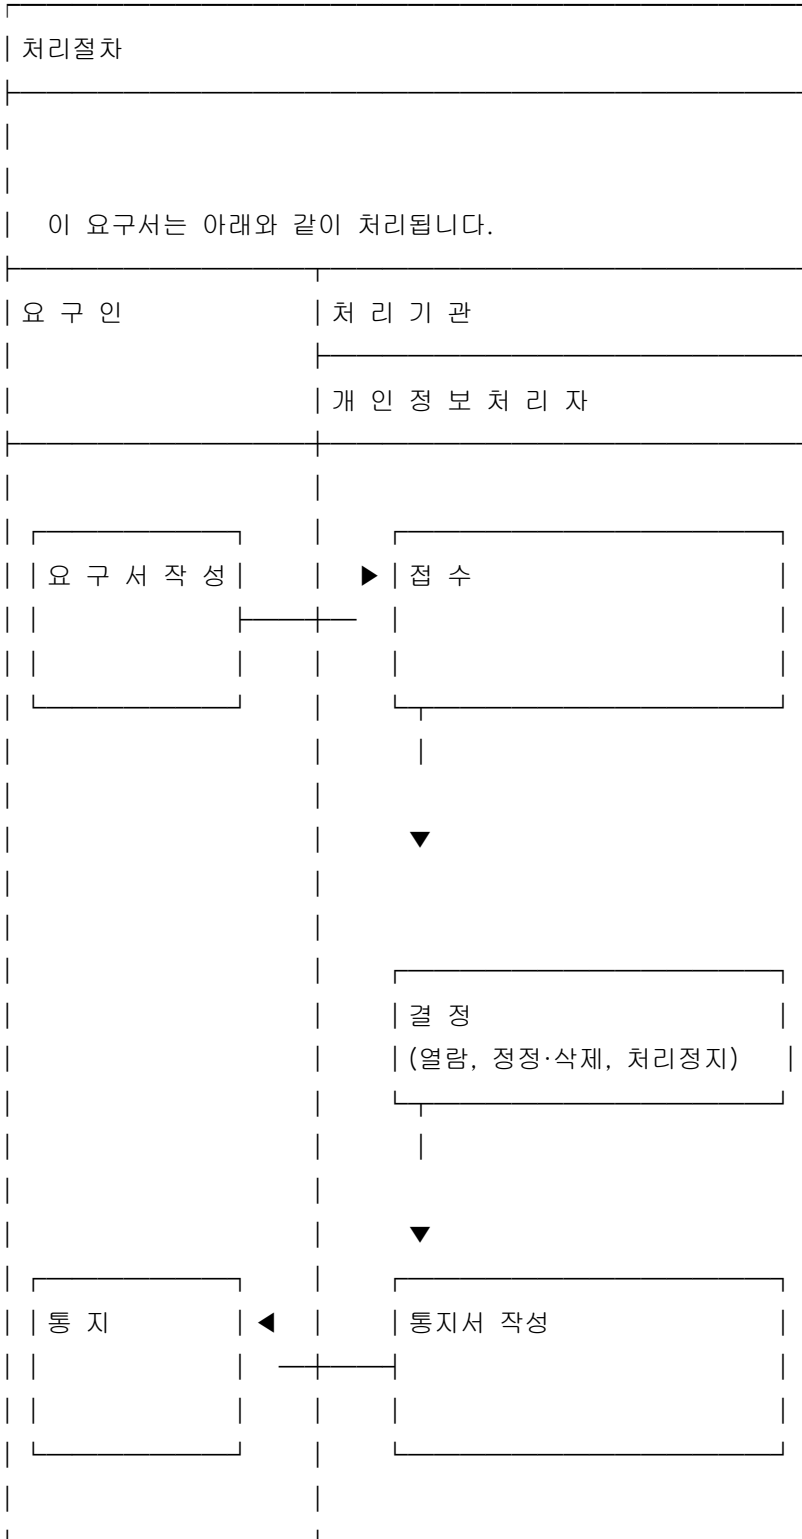 처리절차
이 요구서는 아래와 같이 처리됩니다.
요 구 인 처 리 기 관
개 인 정 보 처 리 자
요 구 서 작 성 ▶ 접 수
▼
결 정
(열람, 정정·삭제, 처리정지)
▼
통 지 ◀ 통지서 작성